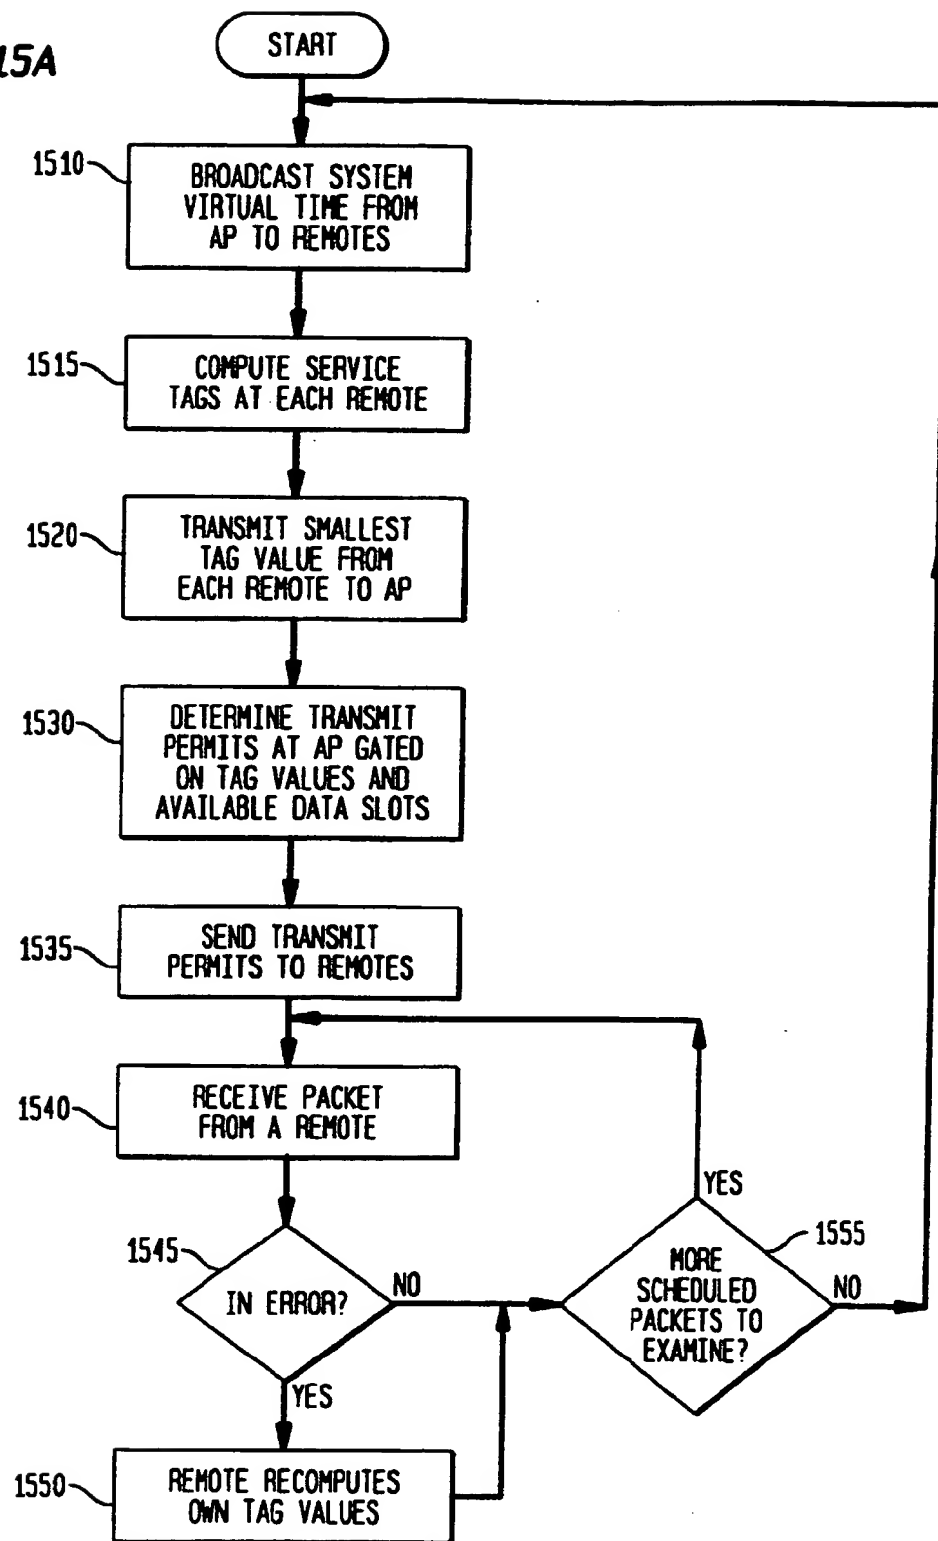 15A
START
1510
BROADCAST SYSTEM
VIRTUAL TIME FROM
AP TO REMOTES
1515
COMPUTE SERVICE
TAGS AT EACH REMOTE
1520
TRANSMIT SMALLEST
TAG VALUE FROM
EACH REMOTE TO AP
1530
DETERMINE TRANSMIT
PERMITS AT AP GATED
ON TAG VALUES AND
AVAILABLE DATA SLOTS
1535
SEND TRANSMIT
PERMITS TO REMOTES
1540
RECEIVE PACKET
FROM A REMOTE
1545
IN ERROR?
NO
YES
1550
REMOTE RECOMPUTES
OWN TAG VALUES
1555
MORE
SCHEDULED
PACKETS TO
EXAMINE?
YES
NO